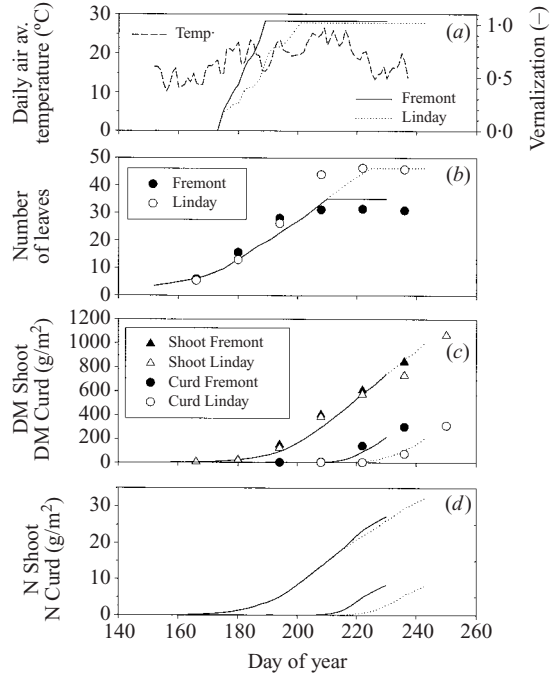 Daily air av.
temperature (°C)
30
20
10
0
Temp·
(a)
Fremont
Linday
1·0
0·5
0·0
Vernalization (–)
Number
of leaves
50
40
30
20
10
0
Fremont
Linday
(b)
DM Shoot
DM Curd (g/m²)
1200
1000
800
600
400
200
0
Shoot Fremont
Shoot Linday
Curd Fremont
Curd Linday
(c)
N Shoot
N Curd (g/m²)
30
20
10
0
(d)
140 160 180 200 220 240 260
Day of year